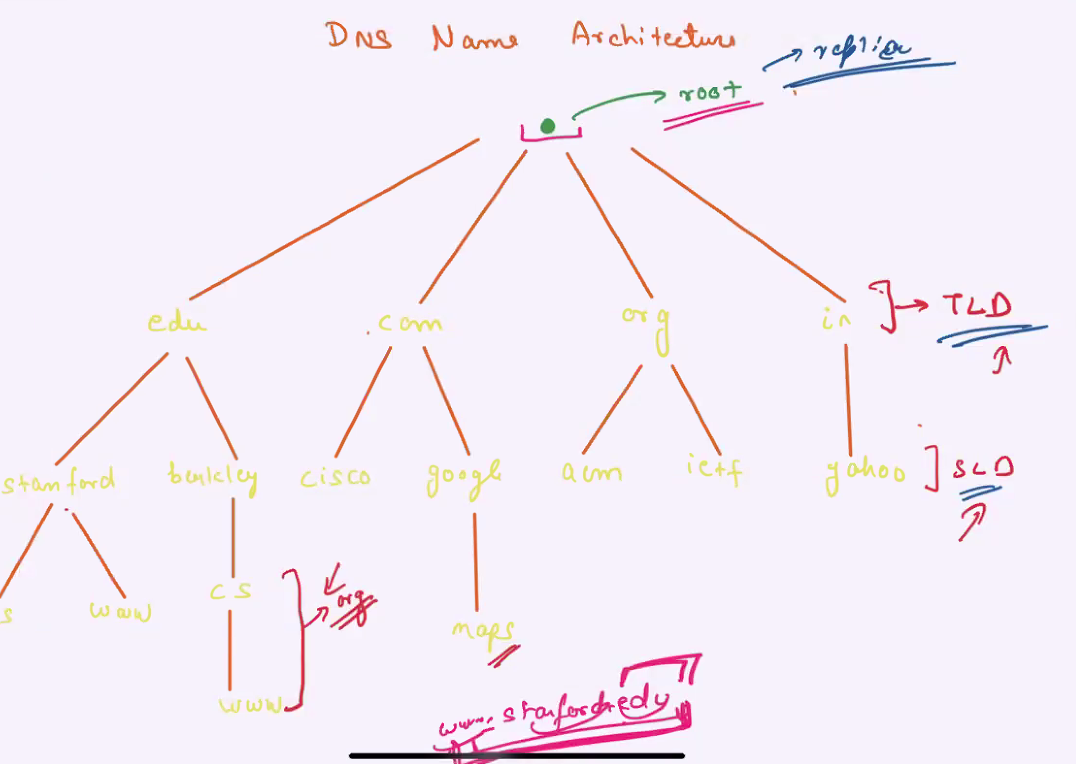 DNS Name Architecture
root
edu com org in
TLD
stanford berkley cisco google acm ietf yahoo
SLD
s www cs org maps
www
www.stanford.edu